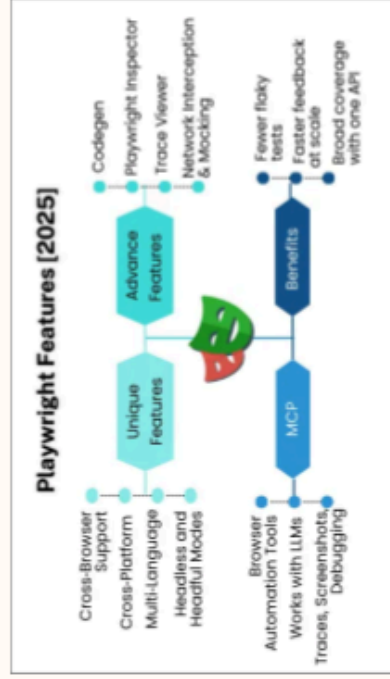 Playwright Features [2025]
Cross-Browser
Support
Cross-Platform
Multi-Language
Headless and
Headful Modes
Unique
Features
Advance
Features
Codegen
Playwright Inspector
Trace Viewer
Network Interception
& Mocking
Browser
Automation Tools
Works with LLMs
Traces, Screenshots,
Debugging
MCP
Benefits
Fewer flaky
tests
Faster feedback
at scale
Broad coverage
with one API